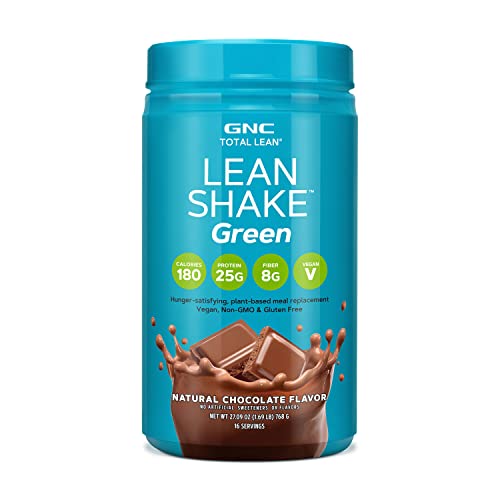 GNC
TOTAL LEAN®
LEAN
SHAKE™
Green
CALORIES
180
PROTEIN
25G
FIBER
8G
VEGAN
V
Hunger-satisfying, plant-based meal replacement
Vegan, Non-GMO & Gluten Free
NATURAL CHOCOLATE FLAVOR
NO ARTIFICIAL SWEETENERS OR FLAVORS
NET WT 27.09 OZ (1.69 LB) 768 G
16 SERVINGS